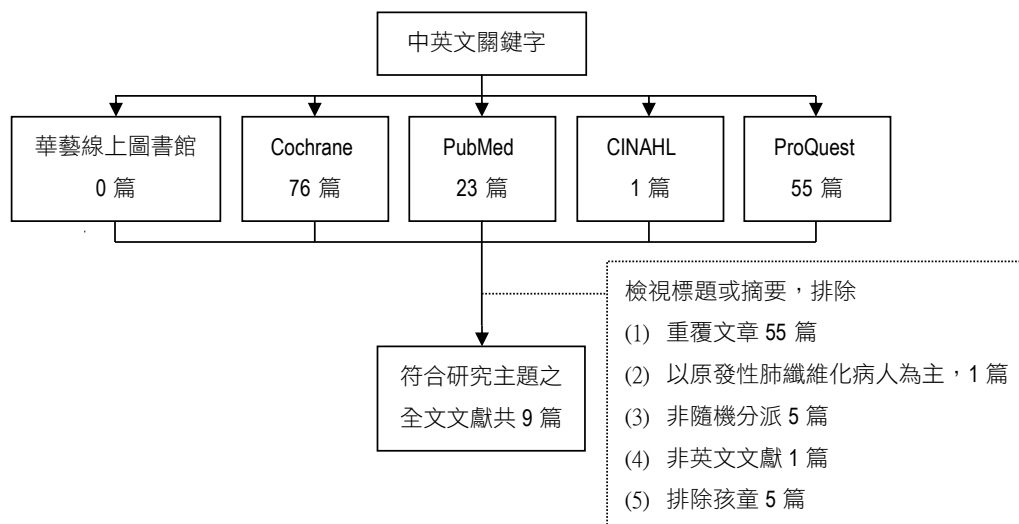 中英文關鍵字
華藝線上圖書館
0 篇
Cochrane
76 篇
PubMed
23 篇
CINAHL
1 篇
ProQuest
55 篇
檢視標題或摘要，排除
(1) 重覆文章 55 篇
(2) 以原發性肺纖維化病人為主，1 篇
(3) 非隨機分派 5 篇
(4) 非英文文獻 1 篇
(5) 排除孩童 5 篇
符合研究主題之
全文文獻共 9 篇